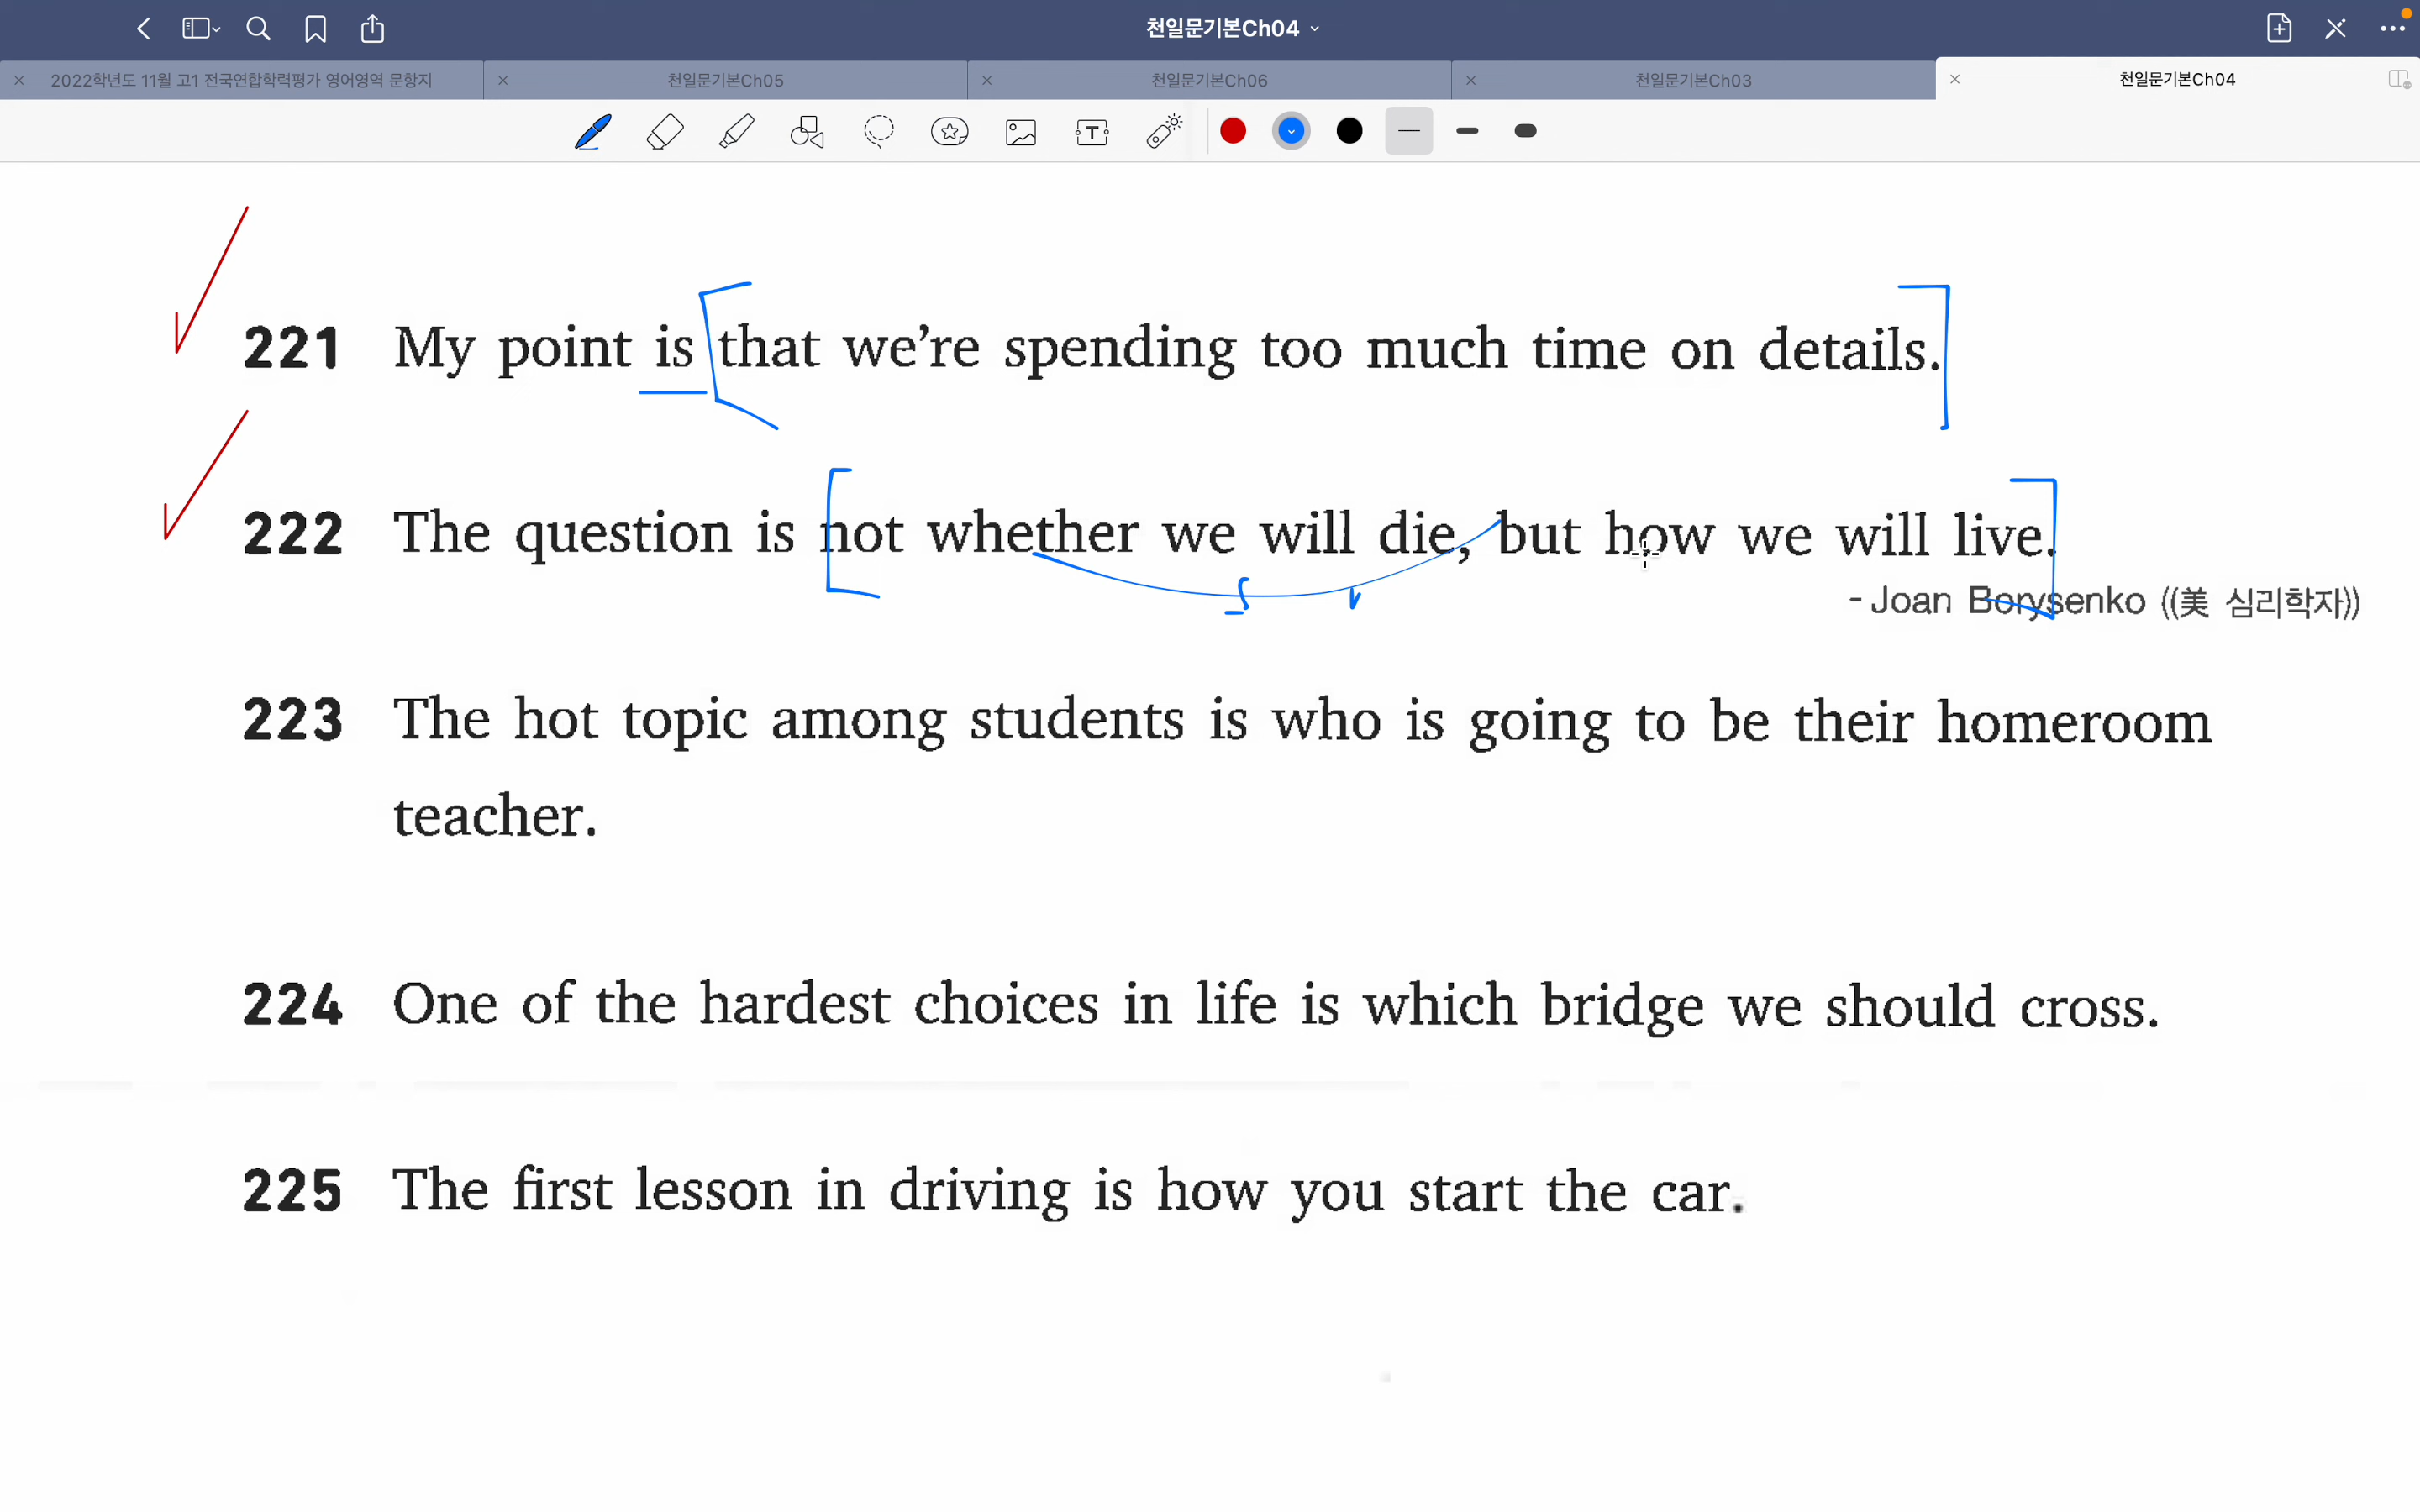 천일문기본Ch04
2022학년도 11월 고1 전국연합학력평가 영어영역 문항지
천일문기본Ch05
천일문기본Ch06
천일문기본Ch03
천일문기본Ch04
221 My point is that we're spending too much time on details.
222 The question is not whether we will die, but how we will live.
S V
- Joan Borysenko ((美 심리학자))
223 The hot topic among students is who is going to be their homeroom
teacher.
224 One of the hardest choices in life is which bridge we should cross.
225 The first lesson in driving is how you start the car.